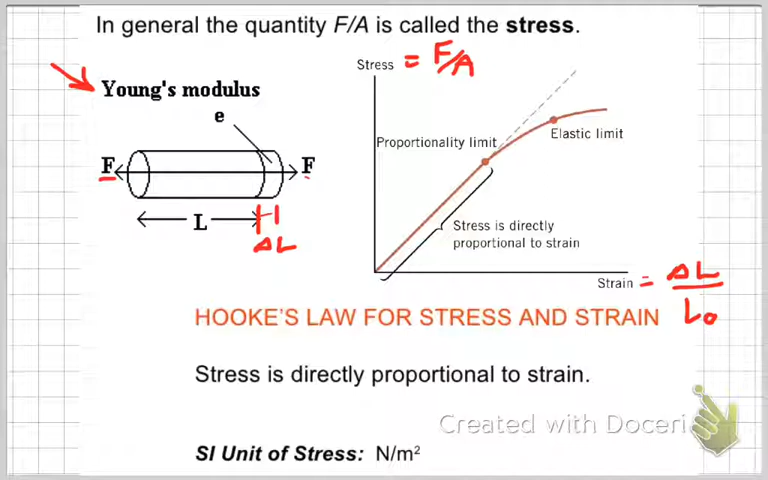 In general the quantity F/A is called the stress.
Stress = F/A
Young's modulus
e
Proportionality limit
Elastic limit
F
F
L
ΔL
Stress is directly
proportional to strain
Strain = ΔL/L₀
HOOKE'S LAW FOR STRESS AND STRAIN
Stress is directly proportional to strain.
Created with Doceri
SI Unit of Stress: N/m²